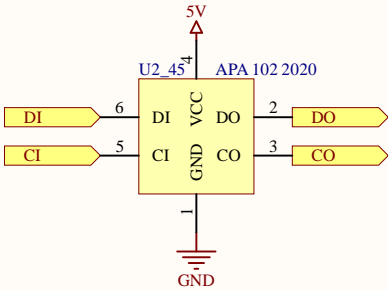 5V
4
U2_45 APA 102 2020
DI 6 DI VCC DO 2 DO
CI 5 CI GND CO 3 CO
1
GND